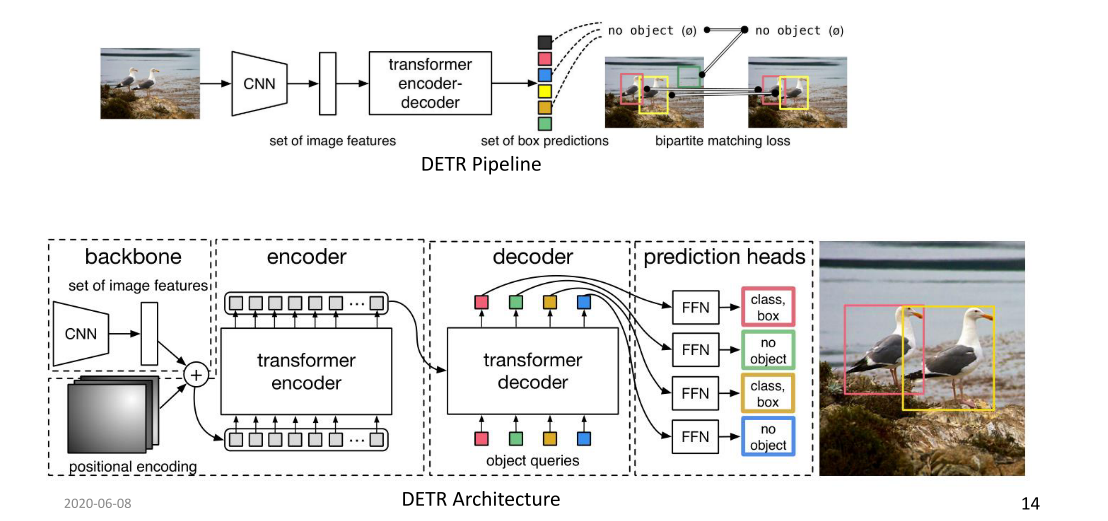 no object (ø)
no object (ø)
CNN
transformer
encoder-
decoder
set of image features
set of box predictions
bipartite matching loss
DETR Pipeline
backbone
encoder
decoder
prediction heads
set of image features
CNN
+
positional encoding
...
transformer
encoder
...
transformer
decoder
object queries
FFN
class,
box
FFN
no
object
FFN
class,
box
FFN
no
object
2020-06-08
DETR Architecture
14